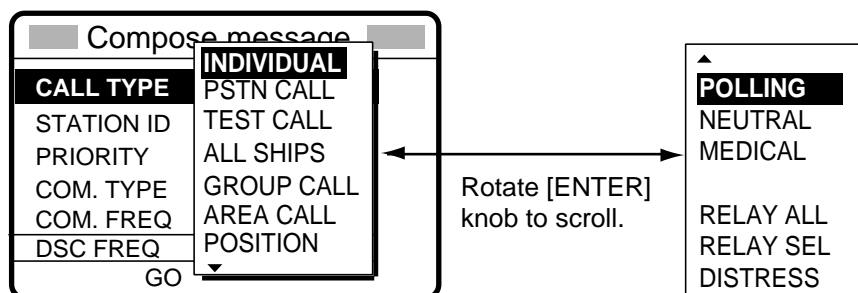 Compose message
CALL TYPE
STATION ID
PRIORITY
COM. TYPE
COM. FREQ
DSC FREQ
GO
INDIVIDUAL
PSTN CALL
TEST CALL
ALL SHIPS
GROUP CALL
AREA CALL
POSITION
Rotate [ENTER]
knob to scroll.
POLLING
NEUTRAL
MEDICAL
RELAY ALL
RELAY SEL
DISTRESS